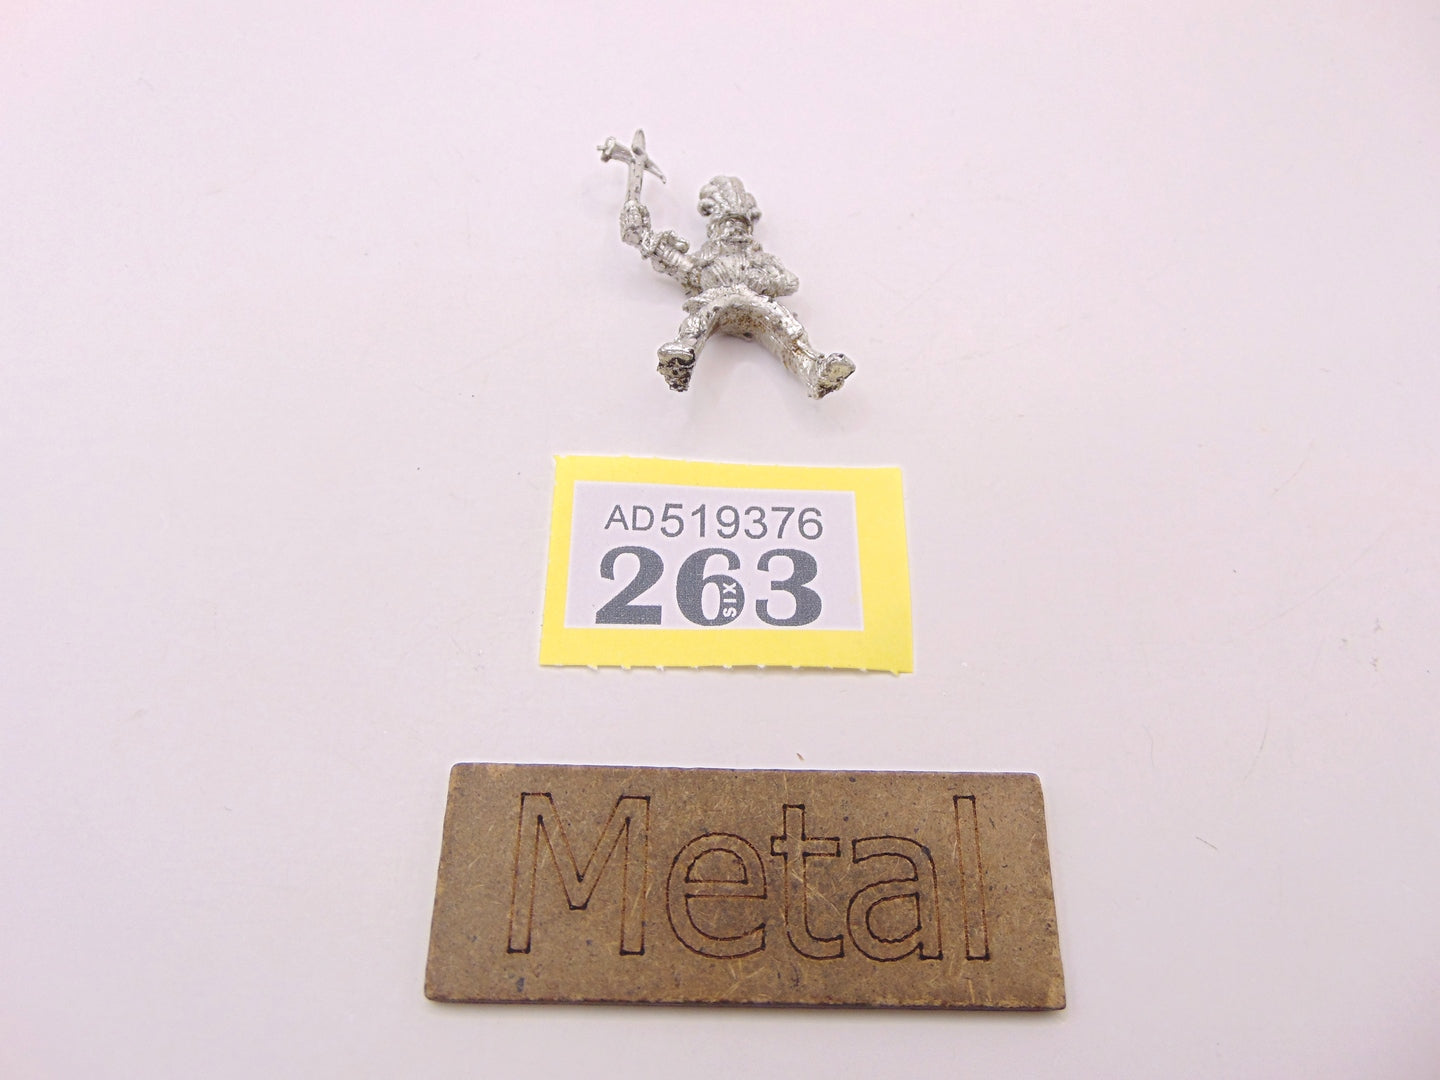 AD519376
263
SIX
Metal